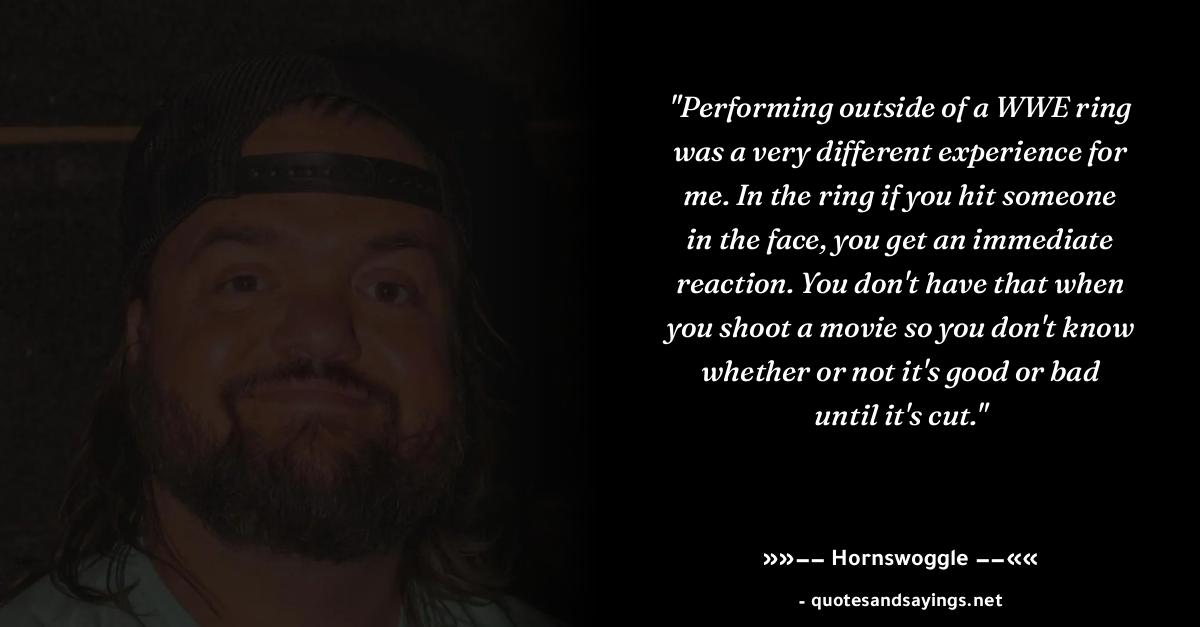 "Performing outside of a WWE ring
was a very different experience for
me. In the ring if you hit someone
in the face, you get an immediate
reaction. You don't have that when
you shoot a movie so you don't know
whether or not it's good or bad
until it's cut."
»»−− Hornswoggle −−««
- quotesandsayings.net